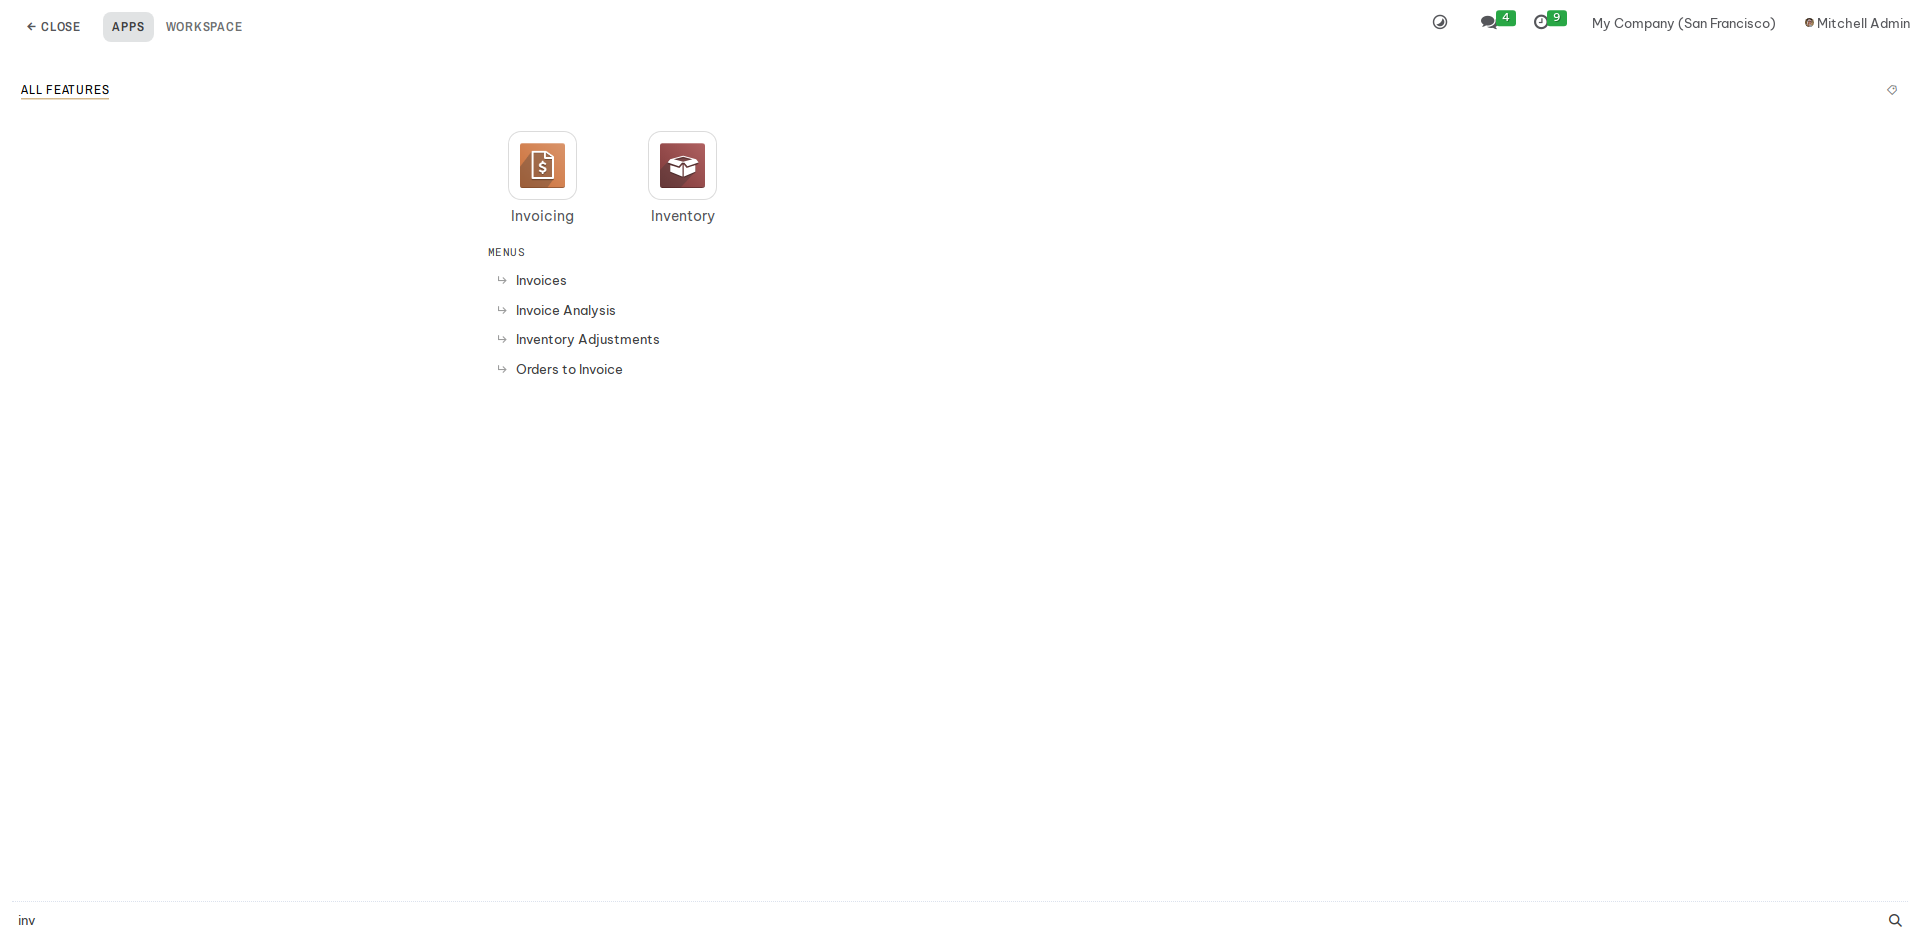 CLOSE APPS WORKSPACE 4 9 My Company (San Francisco) Mitchell Admin
ALL FEATURES
Invoicing Inventory
MENUS
Invoices
Invoice Analysis
Inventory Adjustments
Orders to Invoice
inv